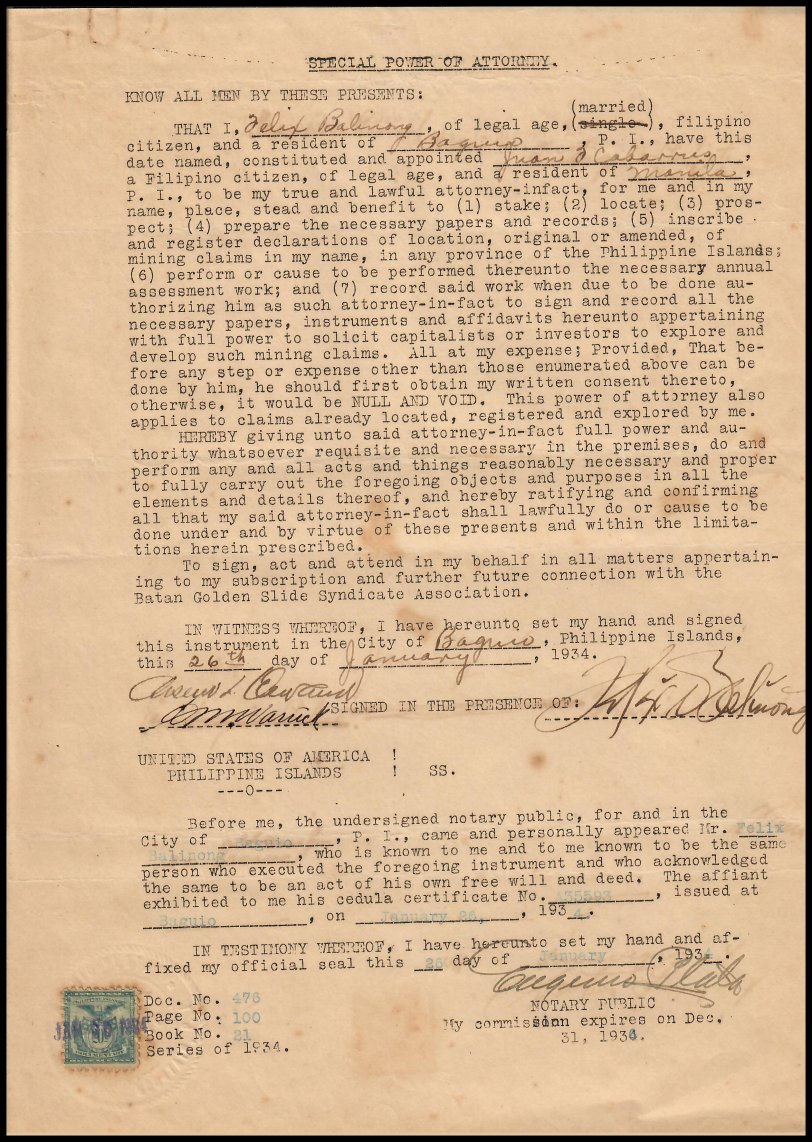 SPECIAL POWER OF ATTORNEY.
KNOW ALL MEN BY THESE PRESENTS:
(married)
THAT I, Felix Balinong, of legal age, (single), filipino
citizen, and a resident of Baguio, P. I., have this
date named, constituted and appointed Juan F Cabarrus,
a Filipino citizen, of legal age, and a resident of Manila,
P. I., to be my true and lawful attorney-infact, for me and in my
name, place, stead and benefit to (1) stake; (2) locate; (3) pros-
pect; (4) prepare the necessary papers and records; (5) inscribe
and register declarations of location, original or amended, of
mining claims in my name, in any province of the Philippine Islands;
(6) perform or cause to be performed thereunto the necessary annual
assessment work; and (7) record said work when due to be done au-
thorizing him as such attorney-in-fact to sign and record all the
necessary papers, instruments and affidavits hereunto appertaining
with full power to solicit capitalists or investors to explore and
develop such mining claims. All at my expense; Provided, That be-
fore any step or expense other than those enumerated above can be
done by him, he should first obtain my written consent thereto,
otherwise, it would be NULL AND VOID. This power of attorney also
applies to claims already located, registered and explored by me.
HEREBY giving unto said attorney-in-fact full power and au-
thority whatsoever requisite and necessary in the premises, do and
perform any and all acts and things reasonably necessary and proper
to fully carry out the foregoing objects and purposes in all the
elements and details thereof, and hereby ratifying and confirming
all that my said attorney-in-fact shall lawfully do or cause to be
done under and by virtue of these presents and within the limita-
tions herein prescribed.
To sign, act and attend in my behalf in all matters appertain-
ing to my subscription and further future connection with the
Batan Golden Slide Syndicate Association.
IN WITNESS WHEREOF, I have hereunto set my hand and signed
this instrument in the City of Baguio, Philippine Islands,
this 26th day of January, 1934.
SIGNED IN THE PRESENCE OF: Felix Balinong
UNITED STATES OF AMERICA !
PHILIPPINE ISLANDS ! SS.
---O---
Before me, the undersigned notary public, for and in the
City of Baguio, P. I., came and personally appeared Mr. Felix
Balinong, who is known to me and to me known to be the same
person who executed the foregoing instrument and who acknowledged
the same to be an act of his own free will and deed. The affiant
exhibited to me his cedula certificate No. , issued at
Baguio, on January 26, 1934.
IN TESTIMONY WHEREOF, I have hereunto set my hand and af-
fixed my official seal this 26 day of January, 1934.
Eugenio Plata
NOTARY PUBLIC
My commission expires on Dec.
31, 1934.
Doc. No. 476
Page No. 100
Book No. 21
Series of 1934.